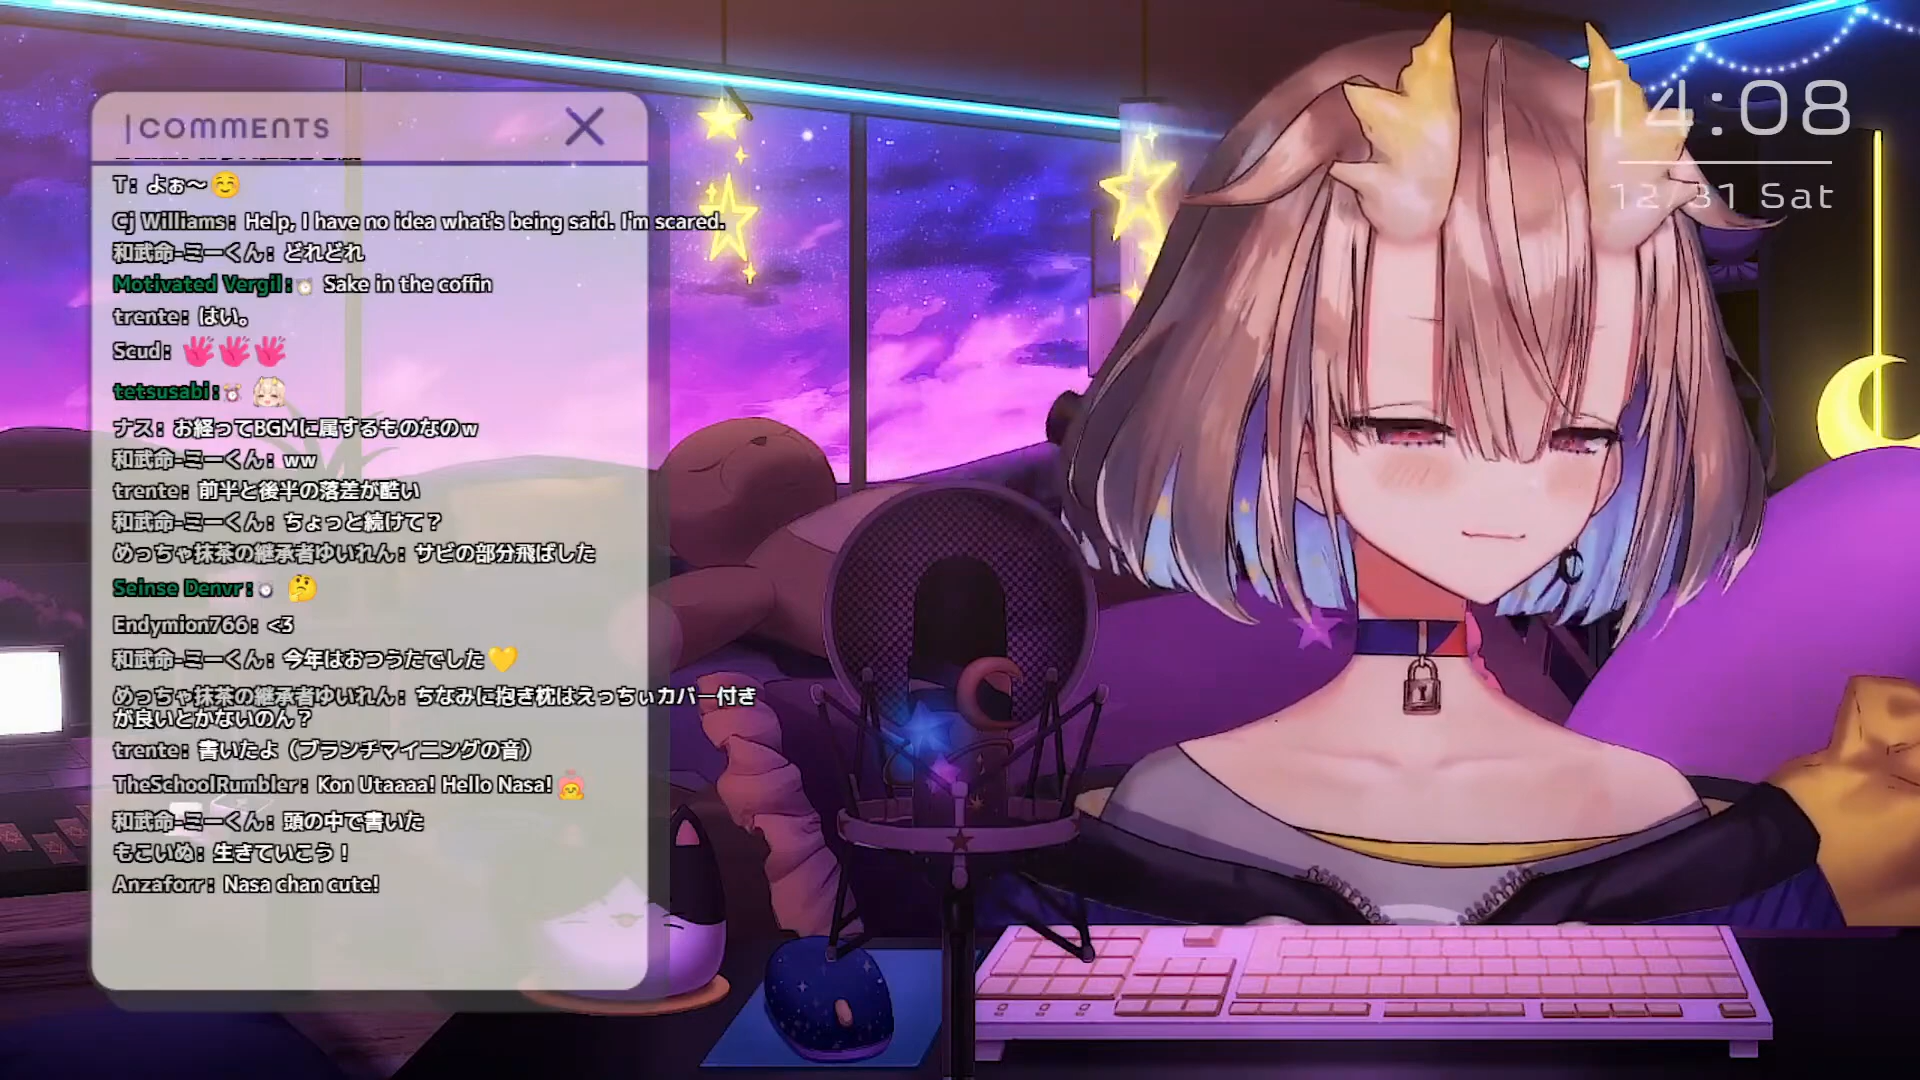 |COMMENTS
T: よぉ～☺️
Cj Williams: Help, I have no idea what's being said. I'm scared.
和武命-ミーくん: どれどれ
Motivated Vergil: Sake in the coffin
trente: はい。
Scud:
tetsusabi:
ナス: お経ってBGMに属するものなのw
和武命-ミーくん: ww
trente: 前半と後半の落差が酷い
和武命-ミーくん: ちょっと続けて？
めっちゃ抹茶の継承者ゆいれん: サビの部分飛ばした
Seinse Denvr: 🤔
Endymion766: <3
和武命-ミーくん: 今年はおつうたでした💛
めっちゃ抹茶の継承者ゆいれん: ちなみに抱き枕はえっちぃカバー付き
が良いとかないのん？
trente: 書いたよ（ブランチマイニングの音）
TheSchoolRumbler: Kon Utaaaa! Hello Nasa!
和武命-ミーくん: 頭の中で書いた
もこいぬ: 生きていこう！
Anzaforr: Nasa chan cute!
14:08
12/31 Sat